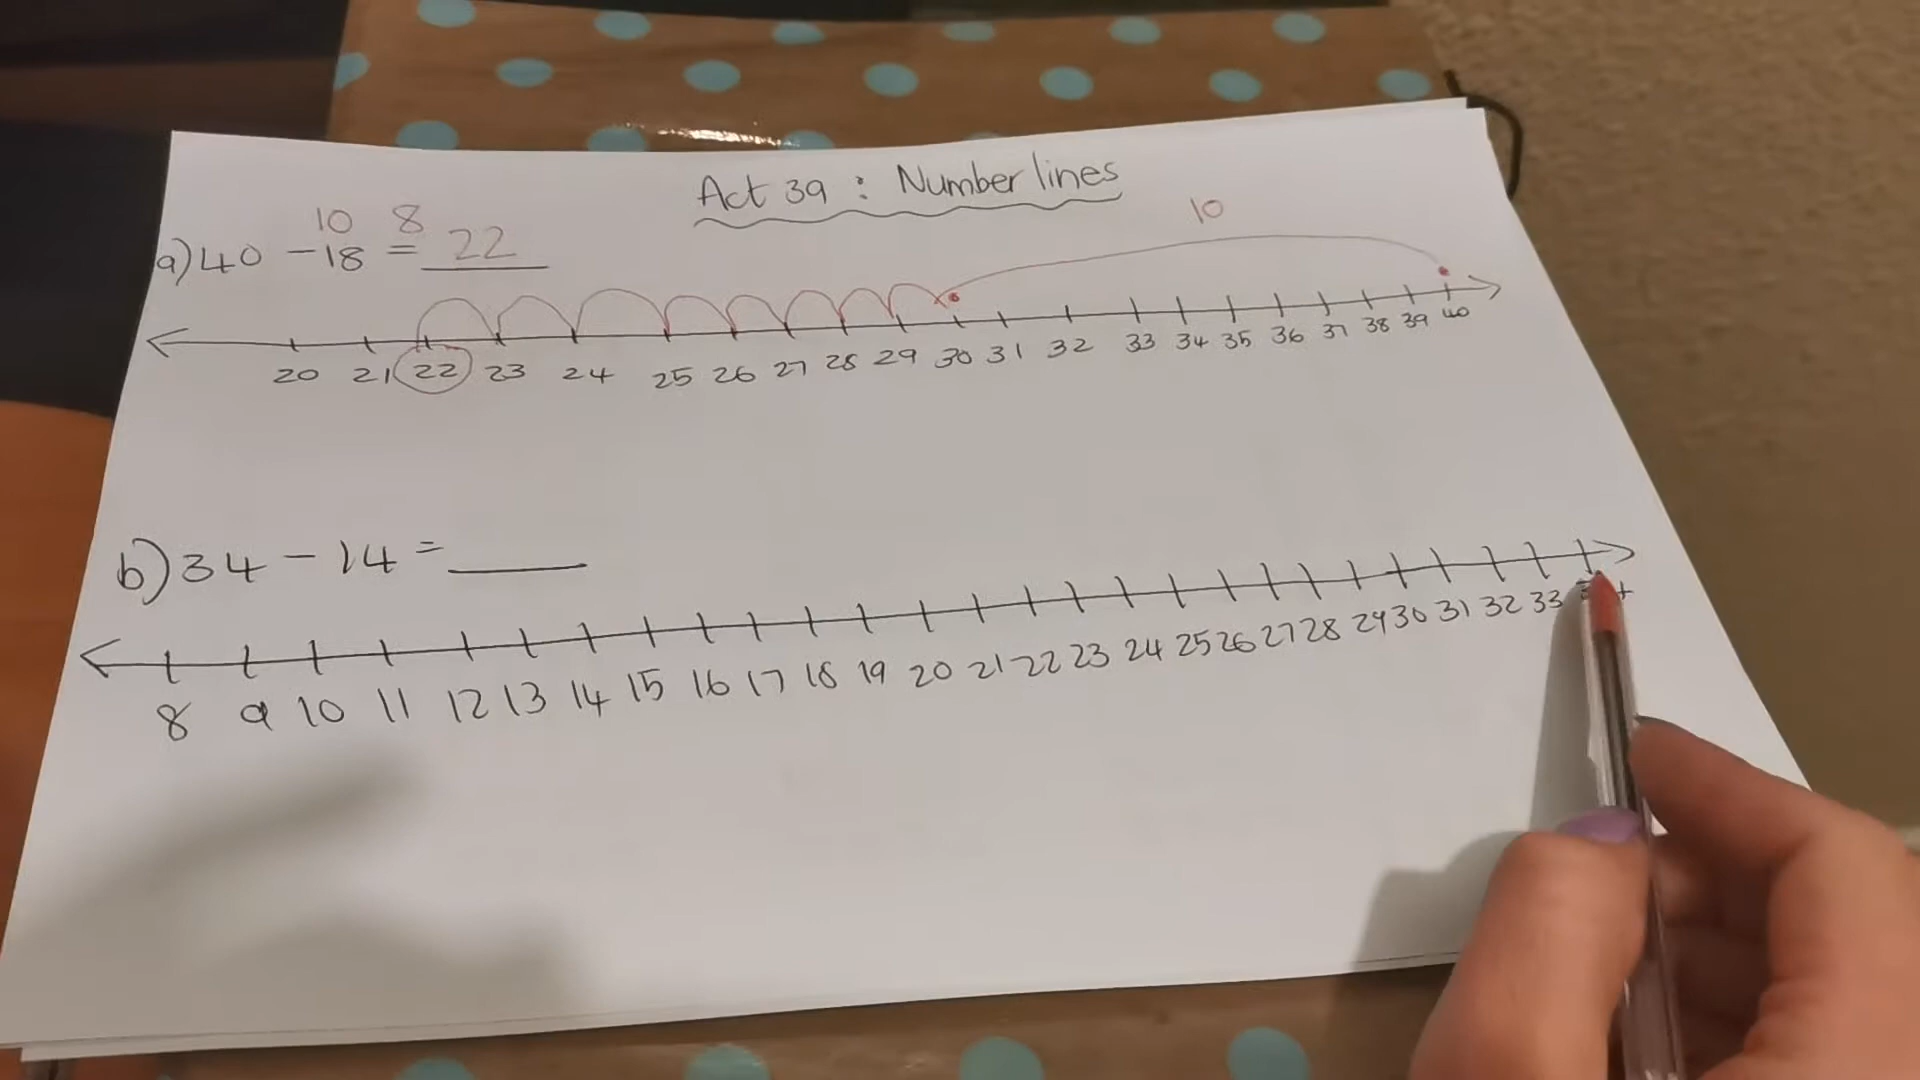 Act 39 : Number lines
10 8
a) 40 - 18 = 22
10
20 21 22 23 24 25 26 27 28 29 30 31 32 33 34 35 36 37 38 39 40
b) 34 - 14 = ____
8 9 10 11 12 13 14 15 16 17 18 19 20 21 22 23 24 25 26 27 28 29 30 31 32 33